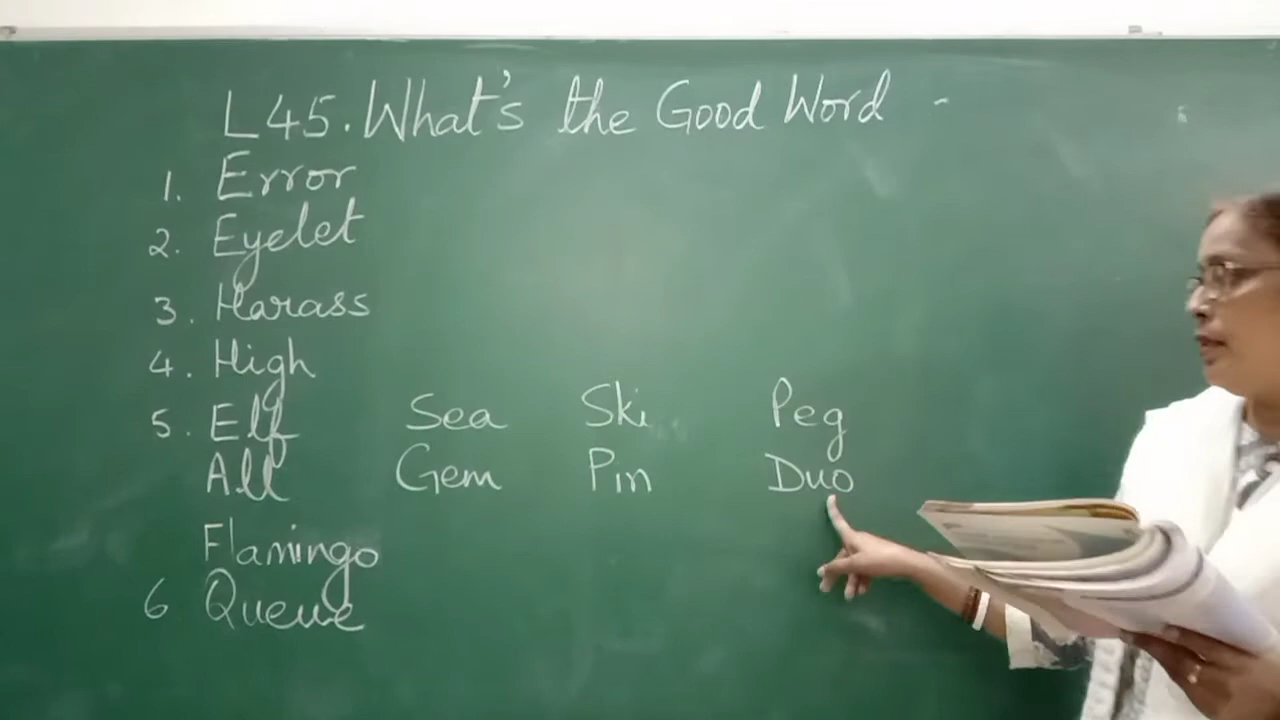 L45. What's the Good Word -
1. Error
2. Eyelet
3. Harass
4. High
5. Elf Sea Ski Peg
All Gem Pin Duo
Flamingo
6 Queue